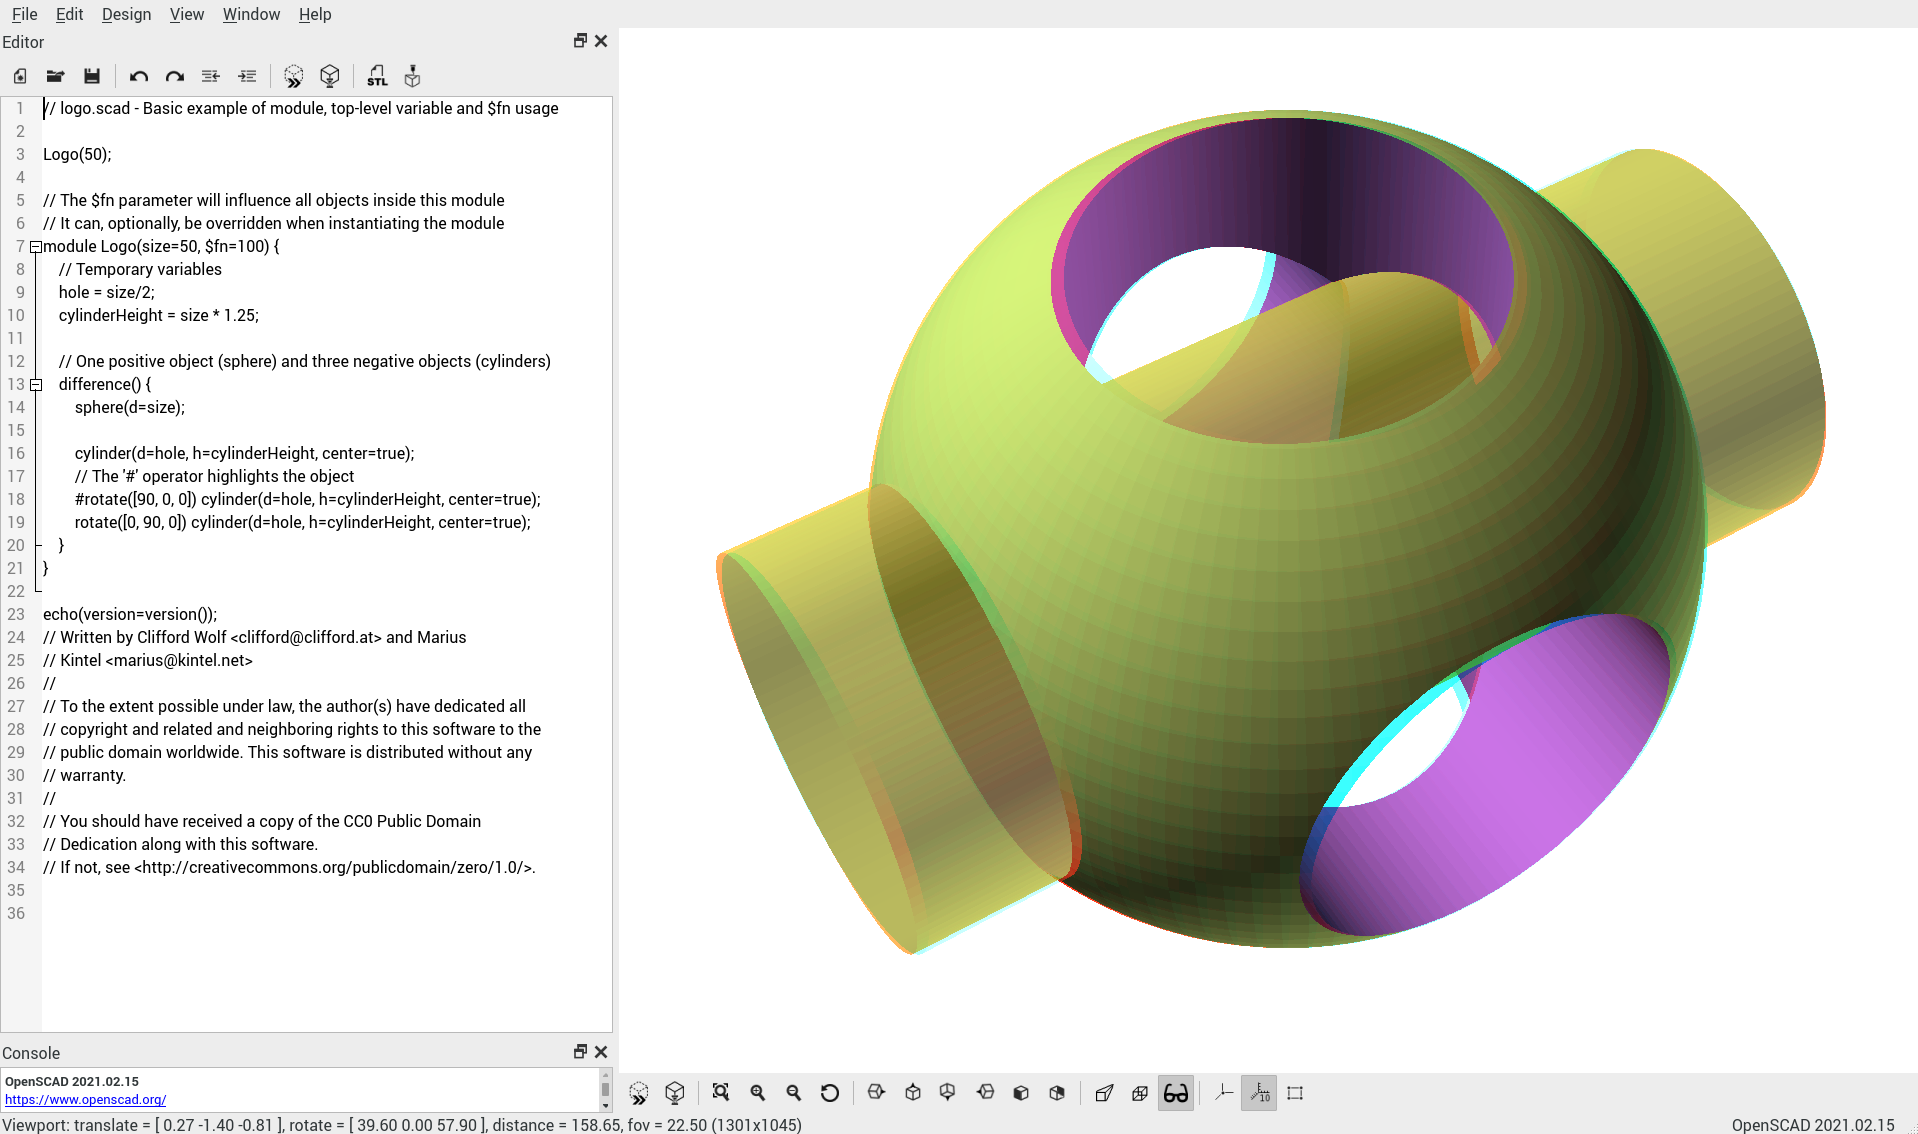 File Edit Design View Window Help
Editor
STL
1 // logo.scad - Basic example of module, top-level variable and $fn usage
2
3 Logo(50);
4
5 // The $fn parameter will influence all objects inside this module
6 // It can, optionally, be overridden when instantiating the module
7 module Logo(size=50, $fn=100) {
8 // Temporary variables
9 hole = size/2;
10 cylinderHeight = size * 1.25;
11
12 // One positive object (sphere) and three negative objects (cylinders)
13 difference() {
14 sphere(d=size);
15
16 cylinder(d=hole, h=cylinderHeight, center=true);
17 // The '#' operator highlights the object
18 #rotate([90, 0, 0]) cylinder(d=hole, h=cylinderHeight, center=true);
19 rotate([0, 90, 0]) cylinder(d=hole, h=cylinderHeight, center=true);
20 }
21 }
22
23 echo(version=version());
24 // Written by Clifford Wolf <clifford@clifford.at> and Marius
25 // Kintel <marius@kintel.net>
26 //
27 // To the extent possible under law, the author(s) have dedicated all
28 // copyright and related and neighboring rights to this software to the
29 // public domain worldwide. This software is distributed without any
30 // warranty.
31 //
32 // You should have received a copy of the CC0 Public Domain
33 // Dedication along with this software.
34 // If not, see <http://creativecommons.org/publicdomain/zero/1.0/>.
35
36
Console
OpenSCAD 2021.02.15
https://www.openscad.org/
10
Viewport: translate = [ 0.27 -1.40 -0.81 ], rotate = [ 39.60 0.00 57.90 ], distance = 158.65, fov = 22.50 (1301x1045)
OpenSCAD 2021.02.15